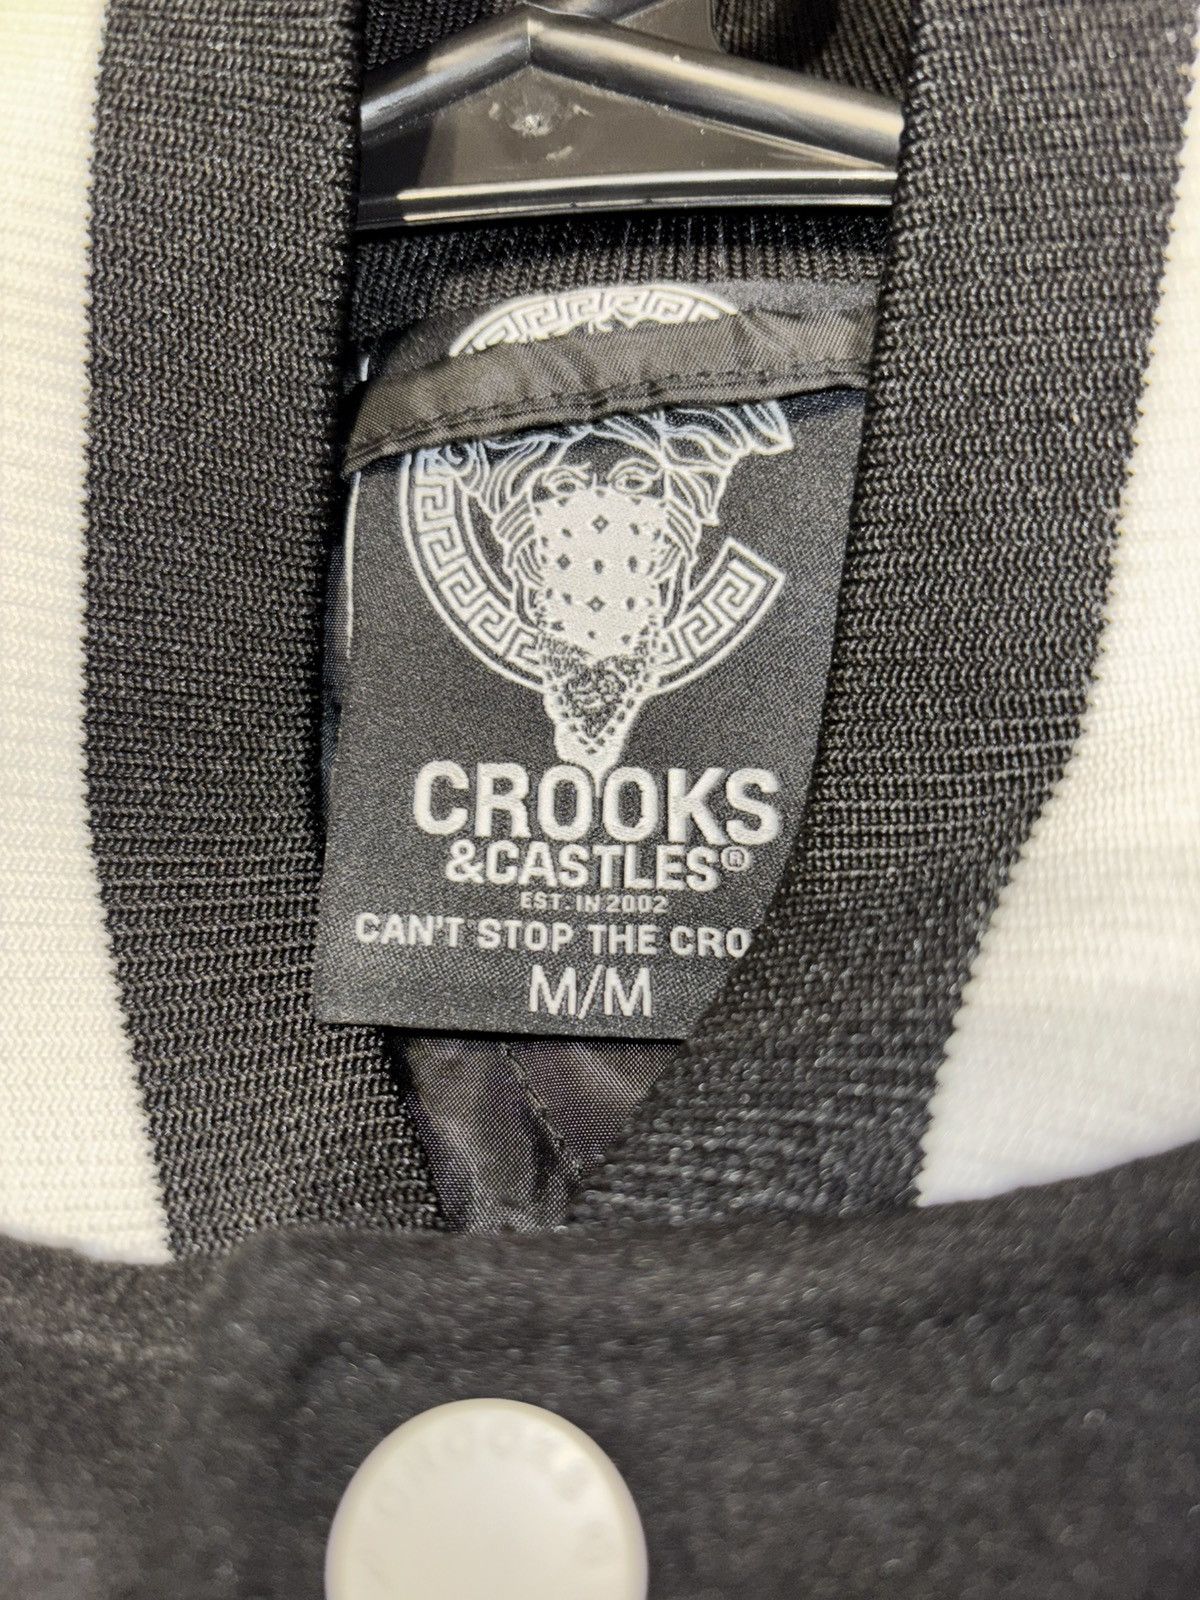 CROOKS
&CASTLES®
EST. IN 2002
CAN'T STOP THE CRO
M/M